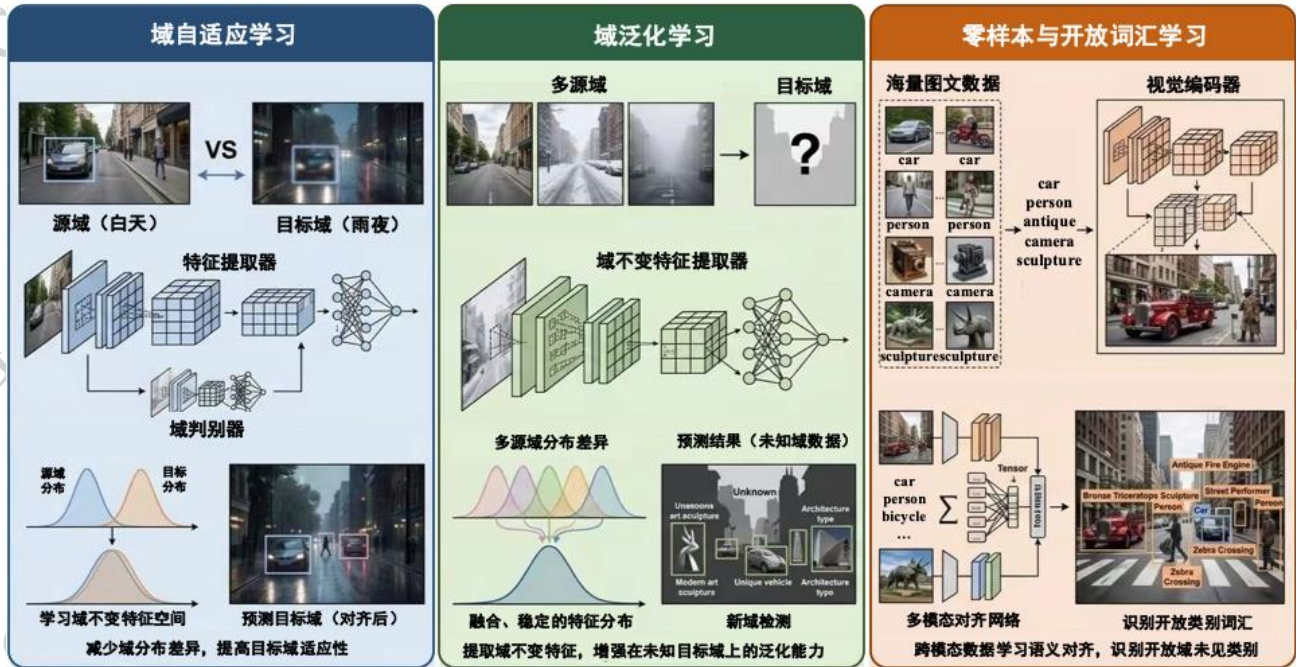 域自适应学习
VS
源域（白天）
目标域（雨夜）
特征提取器
域判别器
源域
分布
目标
分布
学习域不变特征空间
预测目标域（对齐后）
减少域分布差异，提高目标域适应性
域泛化学习
多源域
目标域
?
域不变特征提取器
多源域分布差异
预测结果（未知域数据）
Unknown
Unesoons
art asculpture
Architecture
type
Modern art
sculpturs
Unique vehicle
Architecture
type
融合、稳定的特征分布
新域检测
提取域不变特征，增强在未知目标域上的泛化能力
零样本与开放词汇学习
海量图文数据
视觉编码器
car
car
person
person
camera
camera
sculpture
sculpture
car
person
antique
camera
sculpture
car
person
bicycle
...
∑
Tensor
Antique Fire Engine
Bronse Triceratops Sculpture
Street Performer
Person
Cer
Pereon
Zebra Crossing
Zebra
Crossing
多模态对齐网络
识别开放类别词汇
跨模态数据学习语义对齐，识别开放域未见类别